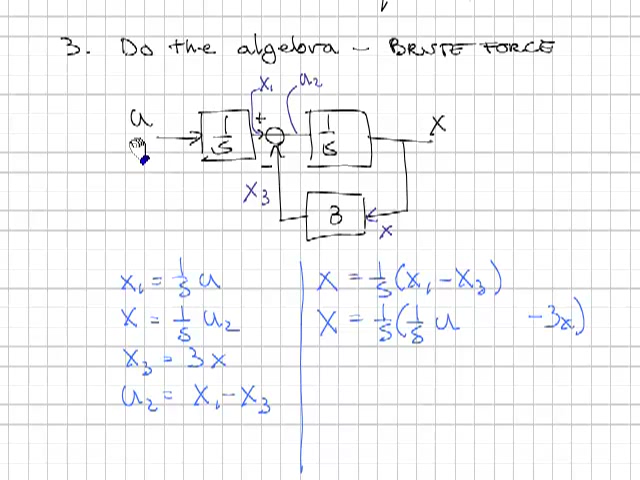 3. Do the algebra – BRUTE FORCE
x₁ u₂
u + 1/s 1/s x
−
x₃ 3 x
x₁ = 1/s u
x = 1/s u₂
x₃ = 3x
u₂ = x₁ − x₃
x = 1/s (x₁ − x₃)
x = 1/s (1/s u − 3x)